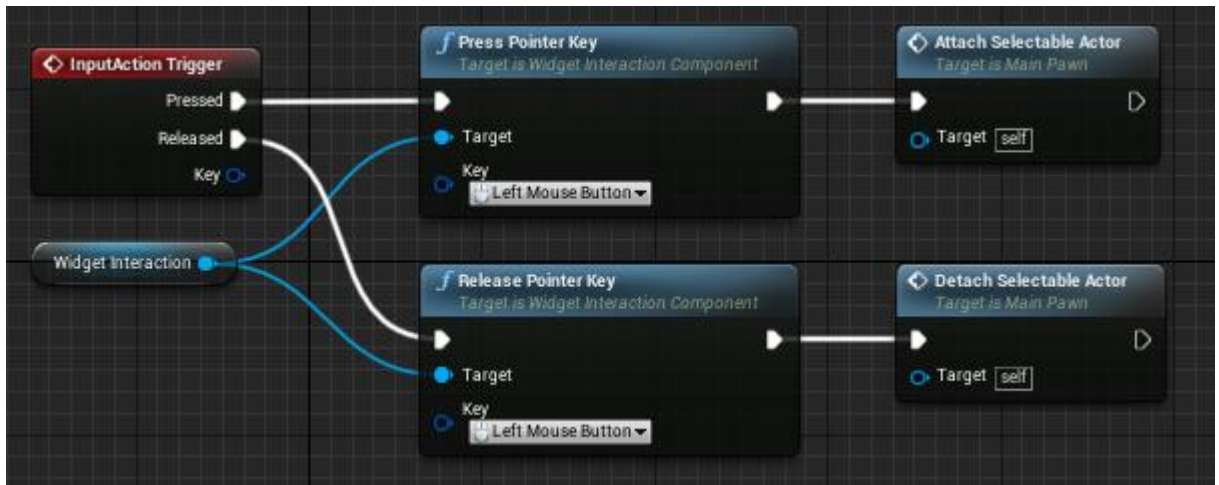 InputAction Trigger
Pressed
Released
Key
Widget Interaction
f Press Pointer Key
Target is Widget Interaction Component
Target
Key
Left Mouse Button
Attach Selectable Actor
Target is Main Pawn
Target self
f Release Pointer Key
Target is Widget Interaction Component
Target
Key
Left Mouse Button
Detach Selectable Actor
Target is Main Pawn
Target self